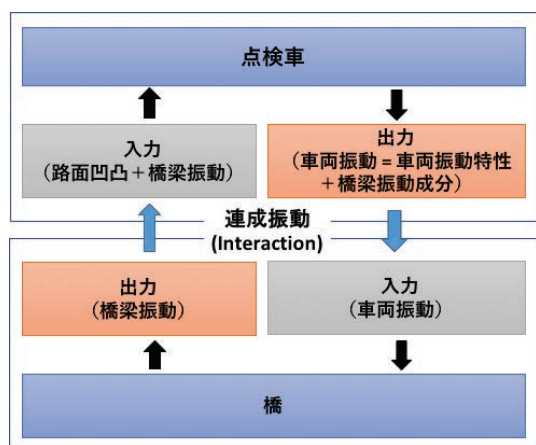 点検車
入力
（路面凹凸＋橋梁振動）
出力
（車両振動＝車両振動特性
＋橋梁振動成分）
連成振動
(Interaction)
出力
（橋梁振動）
入力
（車両振動）
橋